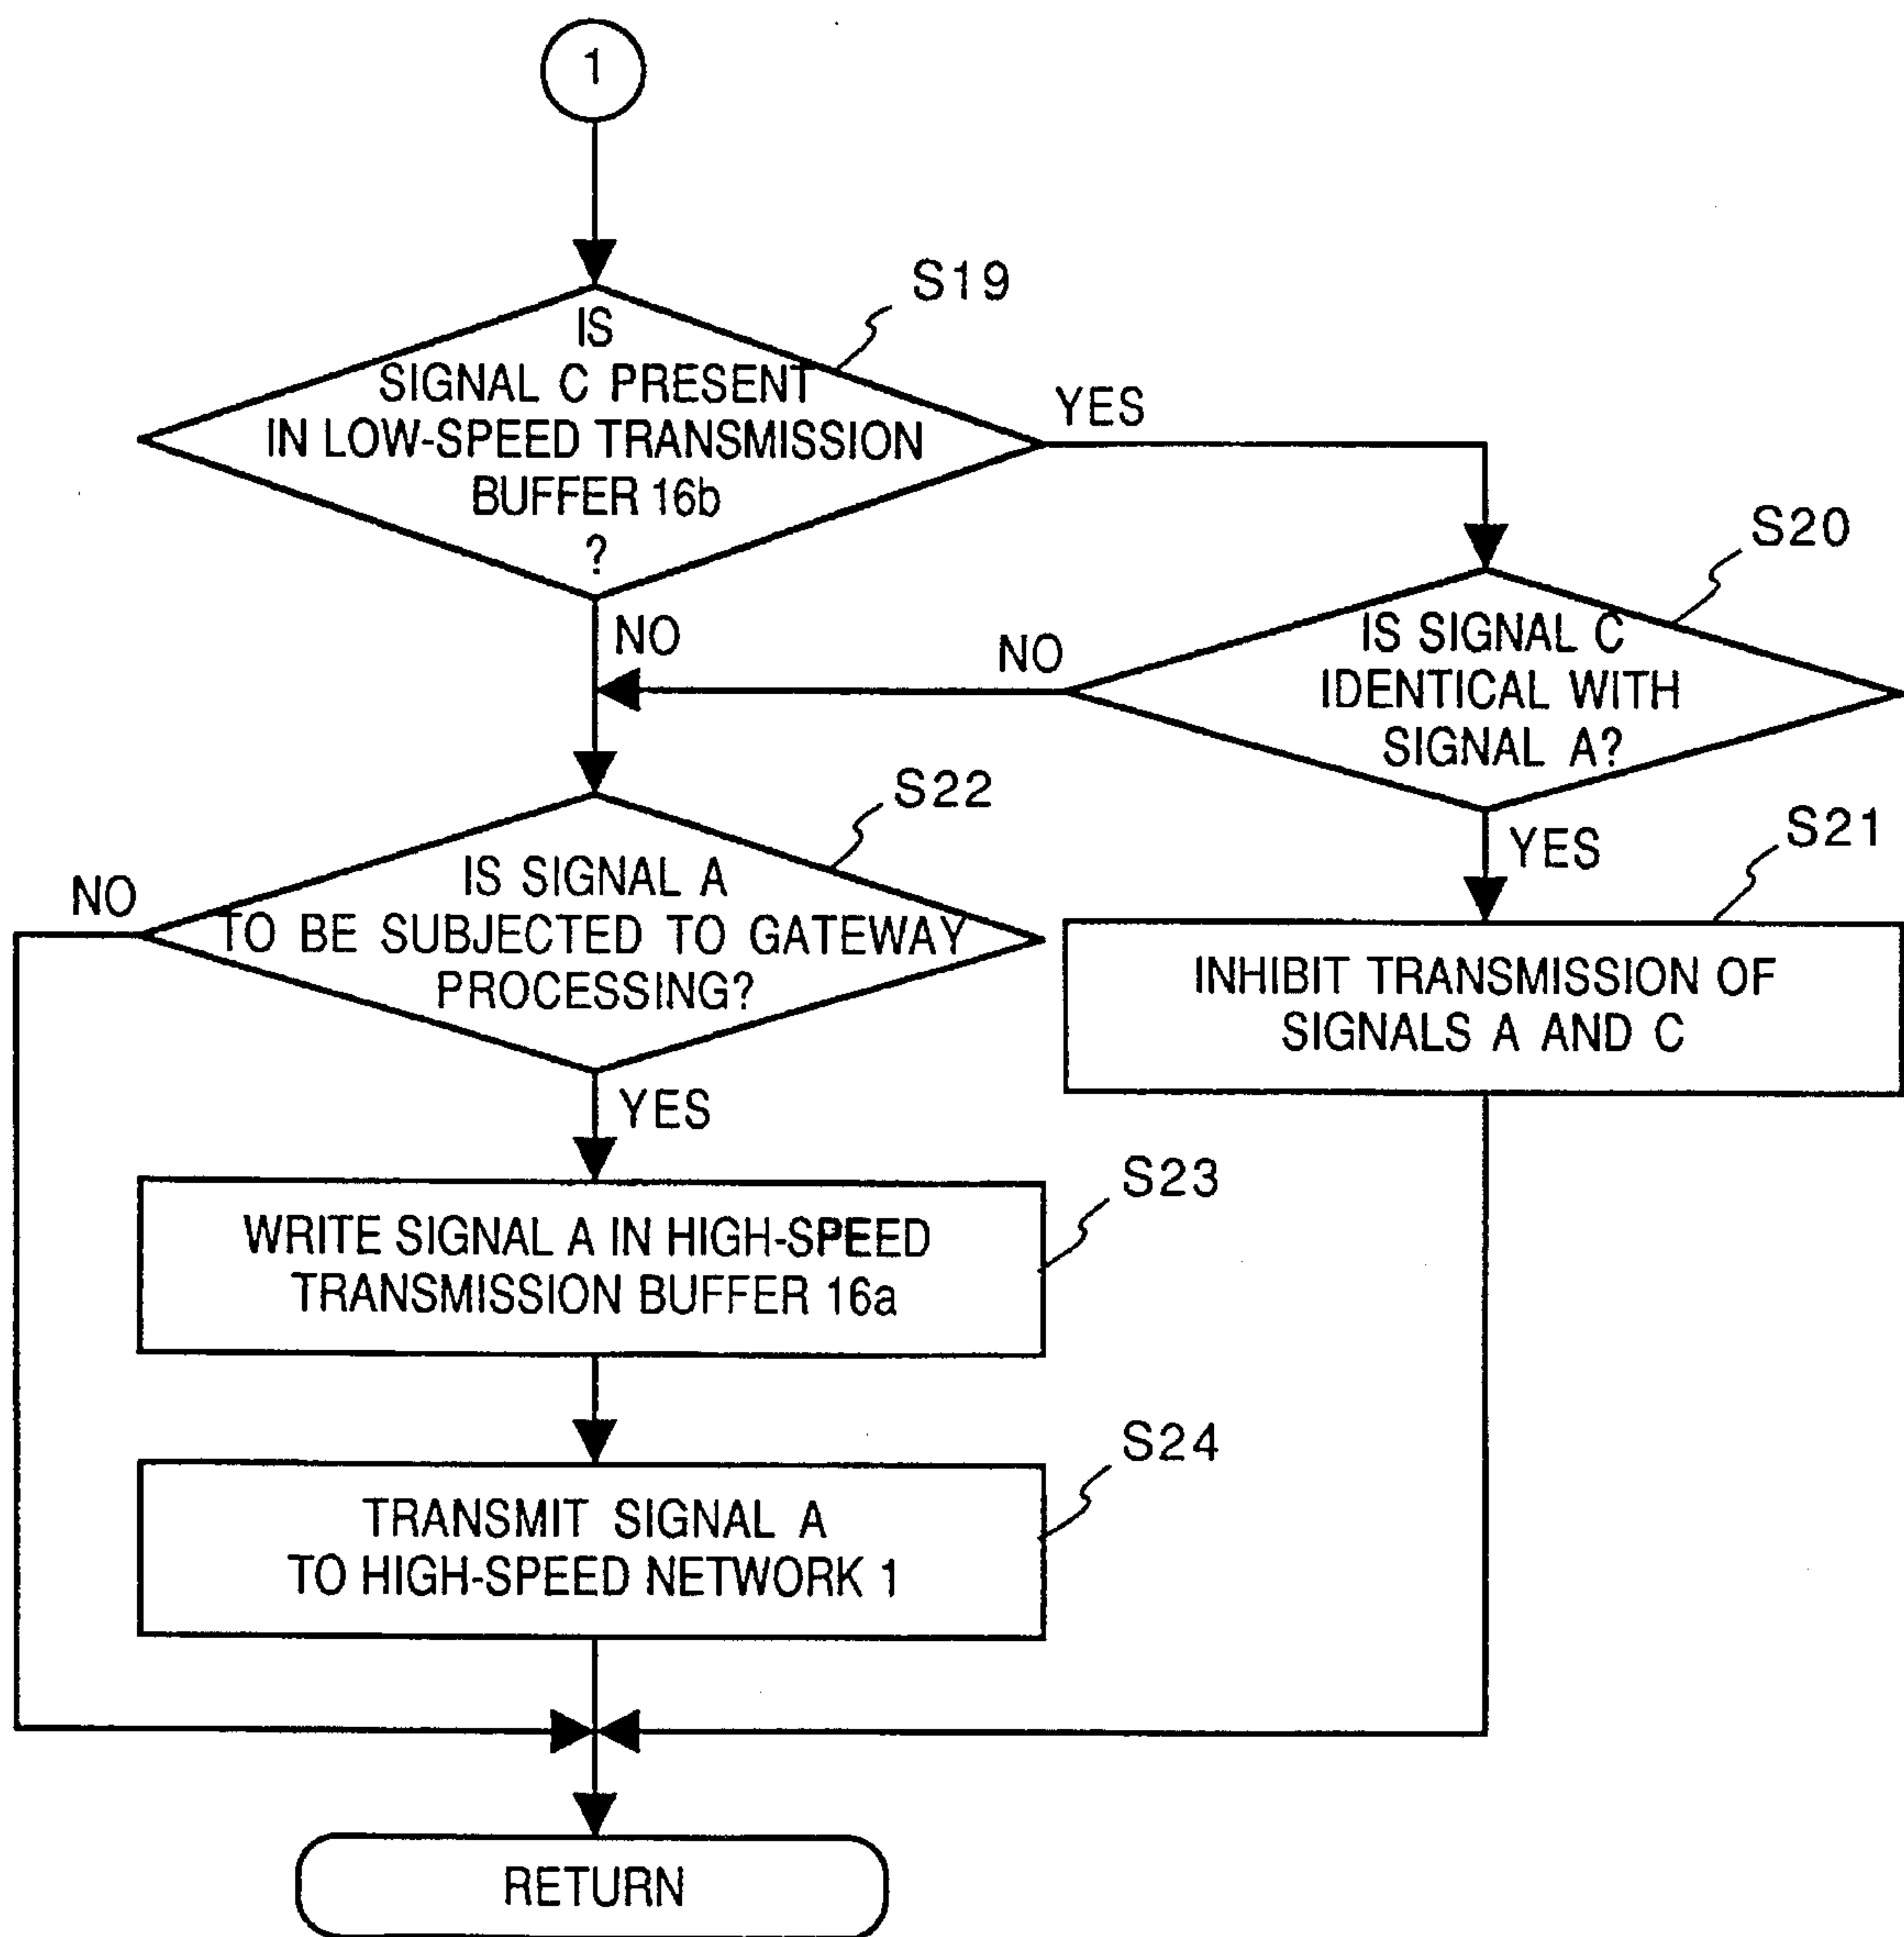 1
S19
IS
SIGNAL C PRESENT
IN LOW-SPEED TRANSMISSION
BUFFER 16b
?
YES
NO
S20
IS SIGNAL C
IDENTICAL WITH
SIGNAL A?
NO
YES
S22
IS SIGNAL A
TO BE SUBJECTED TO GATEWAY
PROCESSING?
NO
YES
S21
INHIBIT TRANSMISSION OF
SIGNALS A AND C
S23
WRITE SIGNAL A IN HIGH-SPEED
TRANSMISSION BUFFER 16a
S24
TRANSMIT SIGNAL A
TO HIGH-SPEED NETWORK 1
RETURN